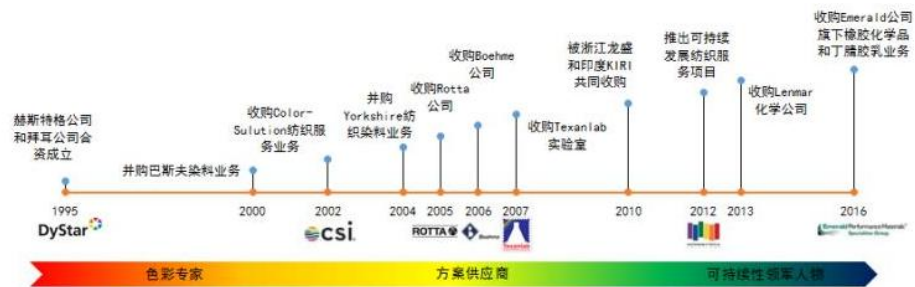 赫斯特格公司
和拜耳公司合
资成立
并购巴斯夫染料业务
收购Color-
Sulution纺织服
务业务
并购
Yorkshire纺
织染料业务
收购Rotta
公司
收购Boehme
公司
收购Texanlab
实验室
被浙江龙盛
和印度KIRI
共同收购
推出可持续
发展纺织服
务项目
收购Lenmar
化学公司
收购Emerald公司
旗下橡胶化学品
和丁腈胶乳业务
1995
2000
2002
2004
2005
2006
2007
2010
2012
2013
2016
DyStar
csi
ROTTA
Boehme
Texanlab
Emerald Performance Materials
Specialties Group
色彩专家
方案供应商
可持续性领军人物